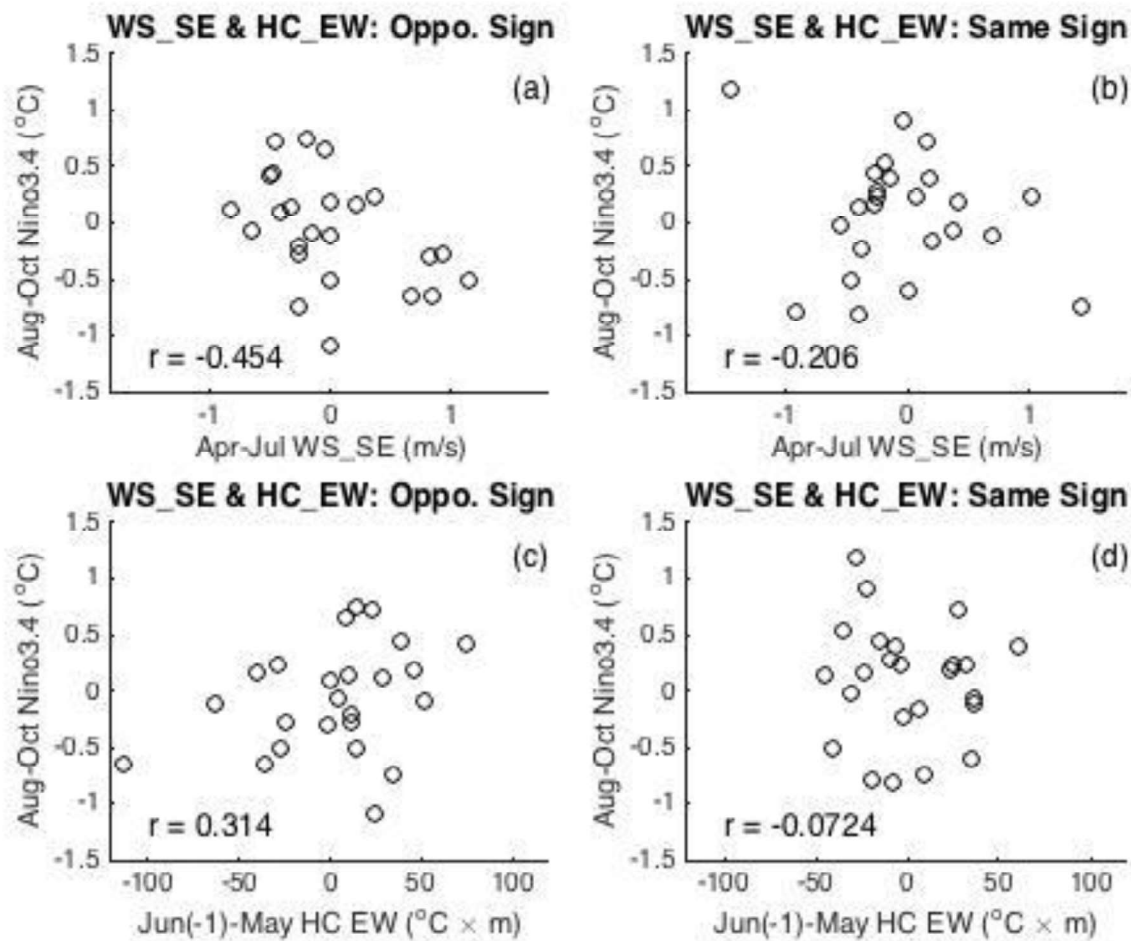 WS_SE & HC_EW: Oppo. Sign
1.5
1
0.5
0
-0.5
-1
-1.5
Aug-Oct Nino3.4 (°C)
(a)
r = -0.454
-1 0 1
Apr-Jul WS_SE (m/s)
WS_SE & HC_EW: Same Sign
1.5
1
0.5
0
-0.5
-1
-1.5
Aug-Oct Nino3.4 (°C)
(b)
r = -0.206
-1 0 1
Apr-Jul WS_SE (m/s)
WS_SE & HC_EW: Oppo. Sign
1.5
1
0.5
0
-0.5
-1
-1.5
Aug-Oct Nino3.4 (°C)
(c)
r = 0.314
-100 -50 0 50 100
Jun(-1)-May HC EW (°C × m)
WS_SE & HC_EW: Same Sign
1.5
1
0.5
0
-0.5
-1
-1.5
Aug-Oct Nino3.4 (°C)
(d)
r = -0.0724
-100 -50 0 50 100
Jun(-1)-May HC EW (°C × m)